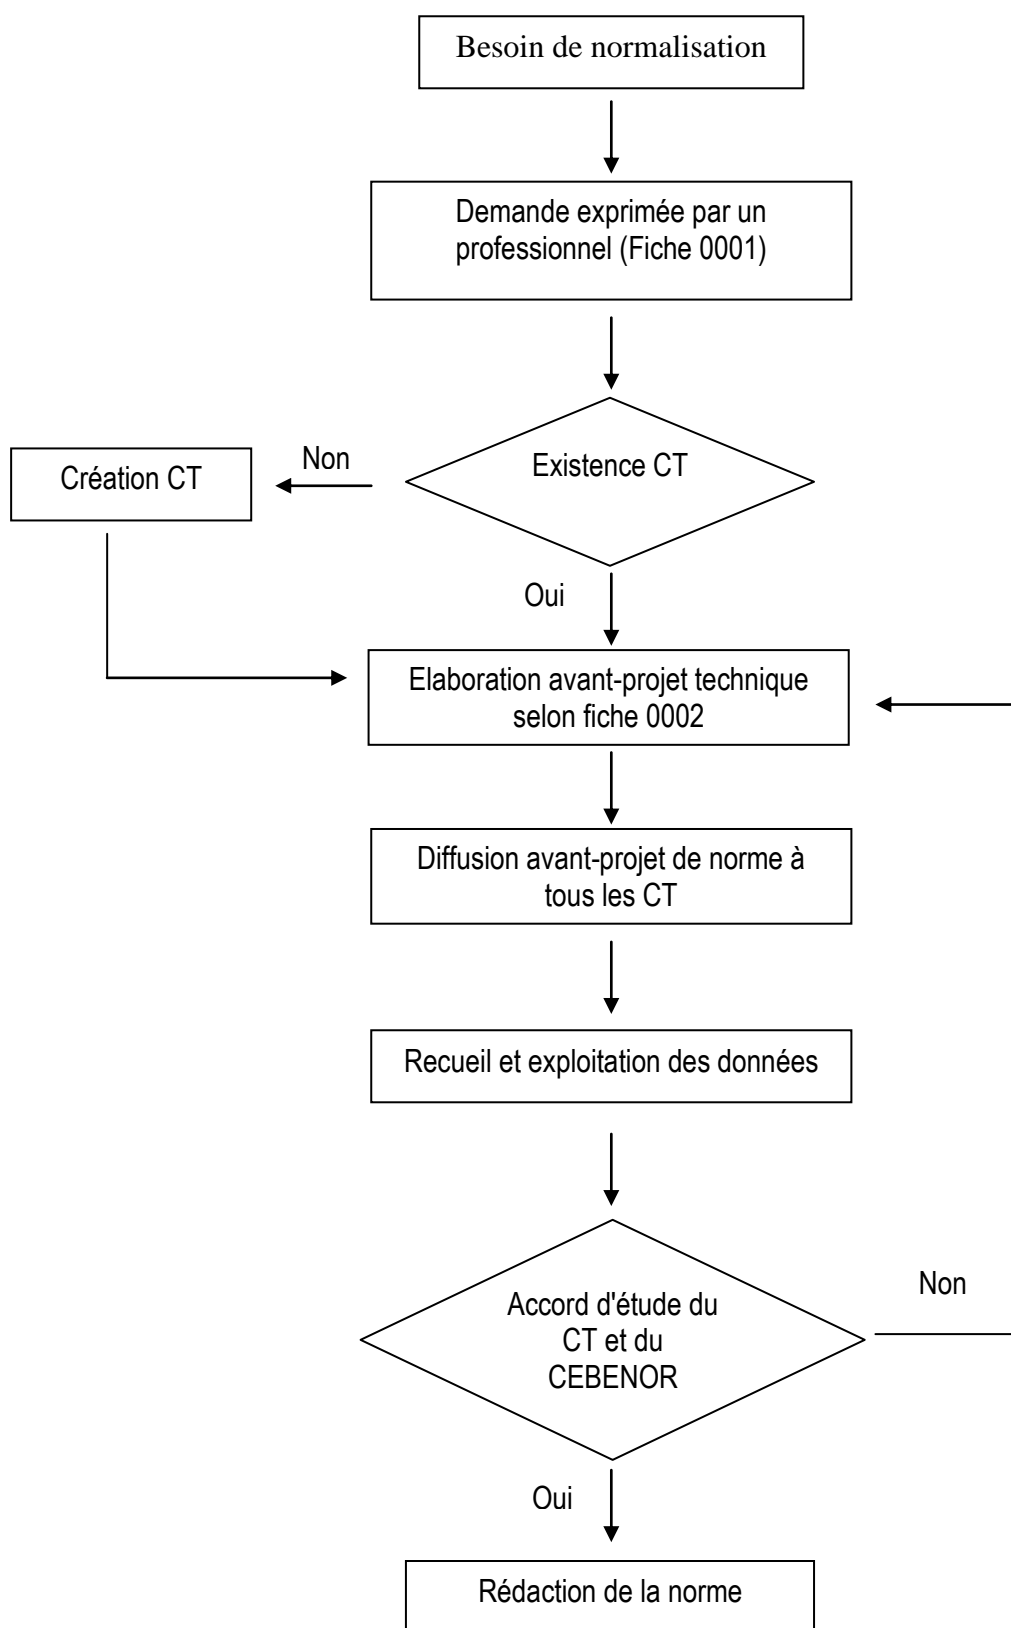 Besoin de normalisation
Demande exprimée par un
professionnel (Fiche 0001)
Existence CT
Non
Création CT
Oui
Elaboration avant-projet technique
selon fiche 0002
Diffusion avant-projet de norme à
tous les CT
Recueil et exploitation des données
Accord d'étude du
CT et du
CEBENOR
Non
Oui
Rédaction de la norme